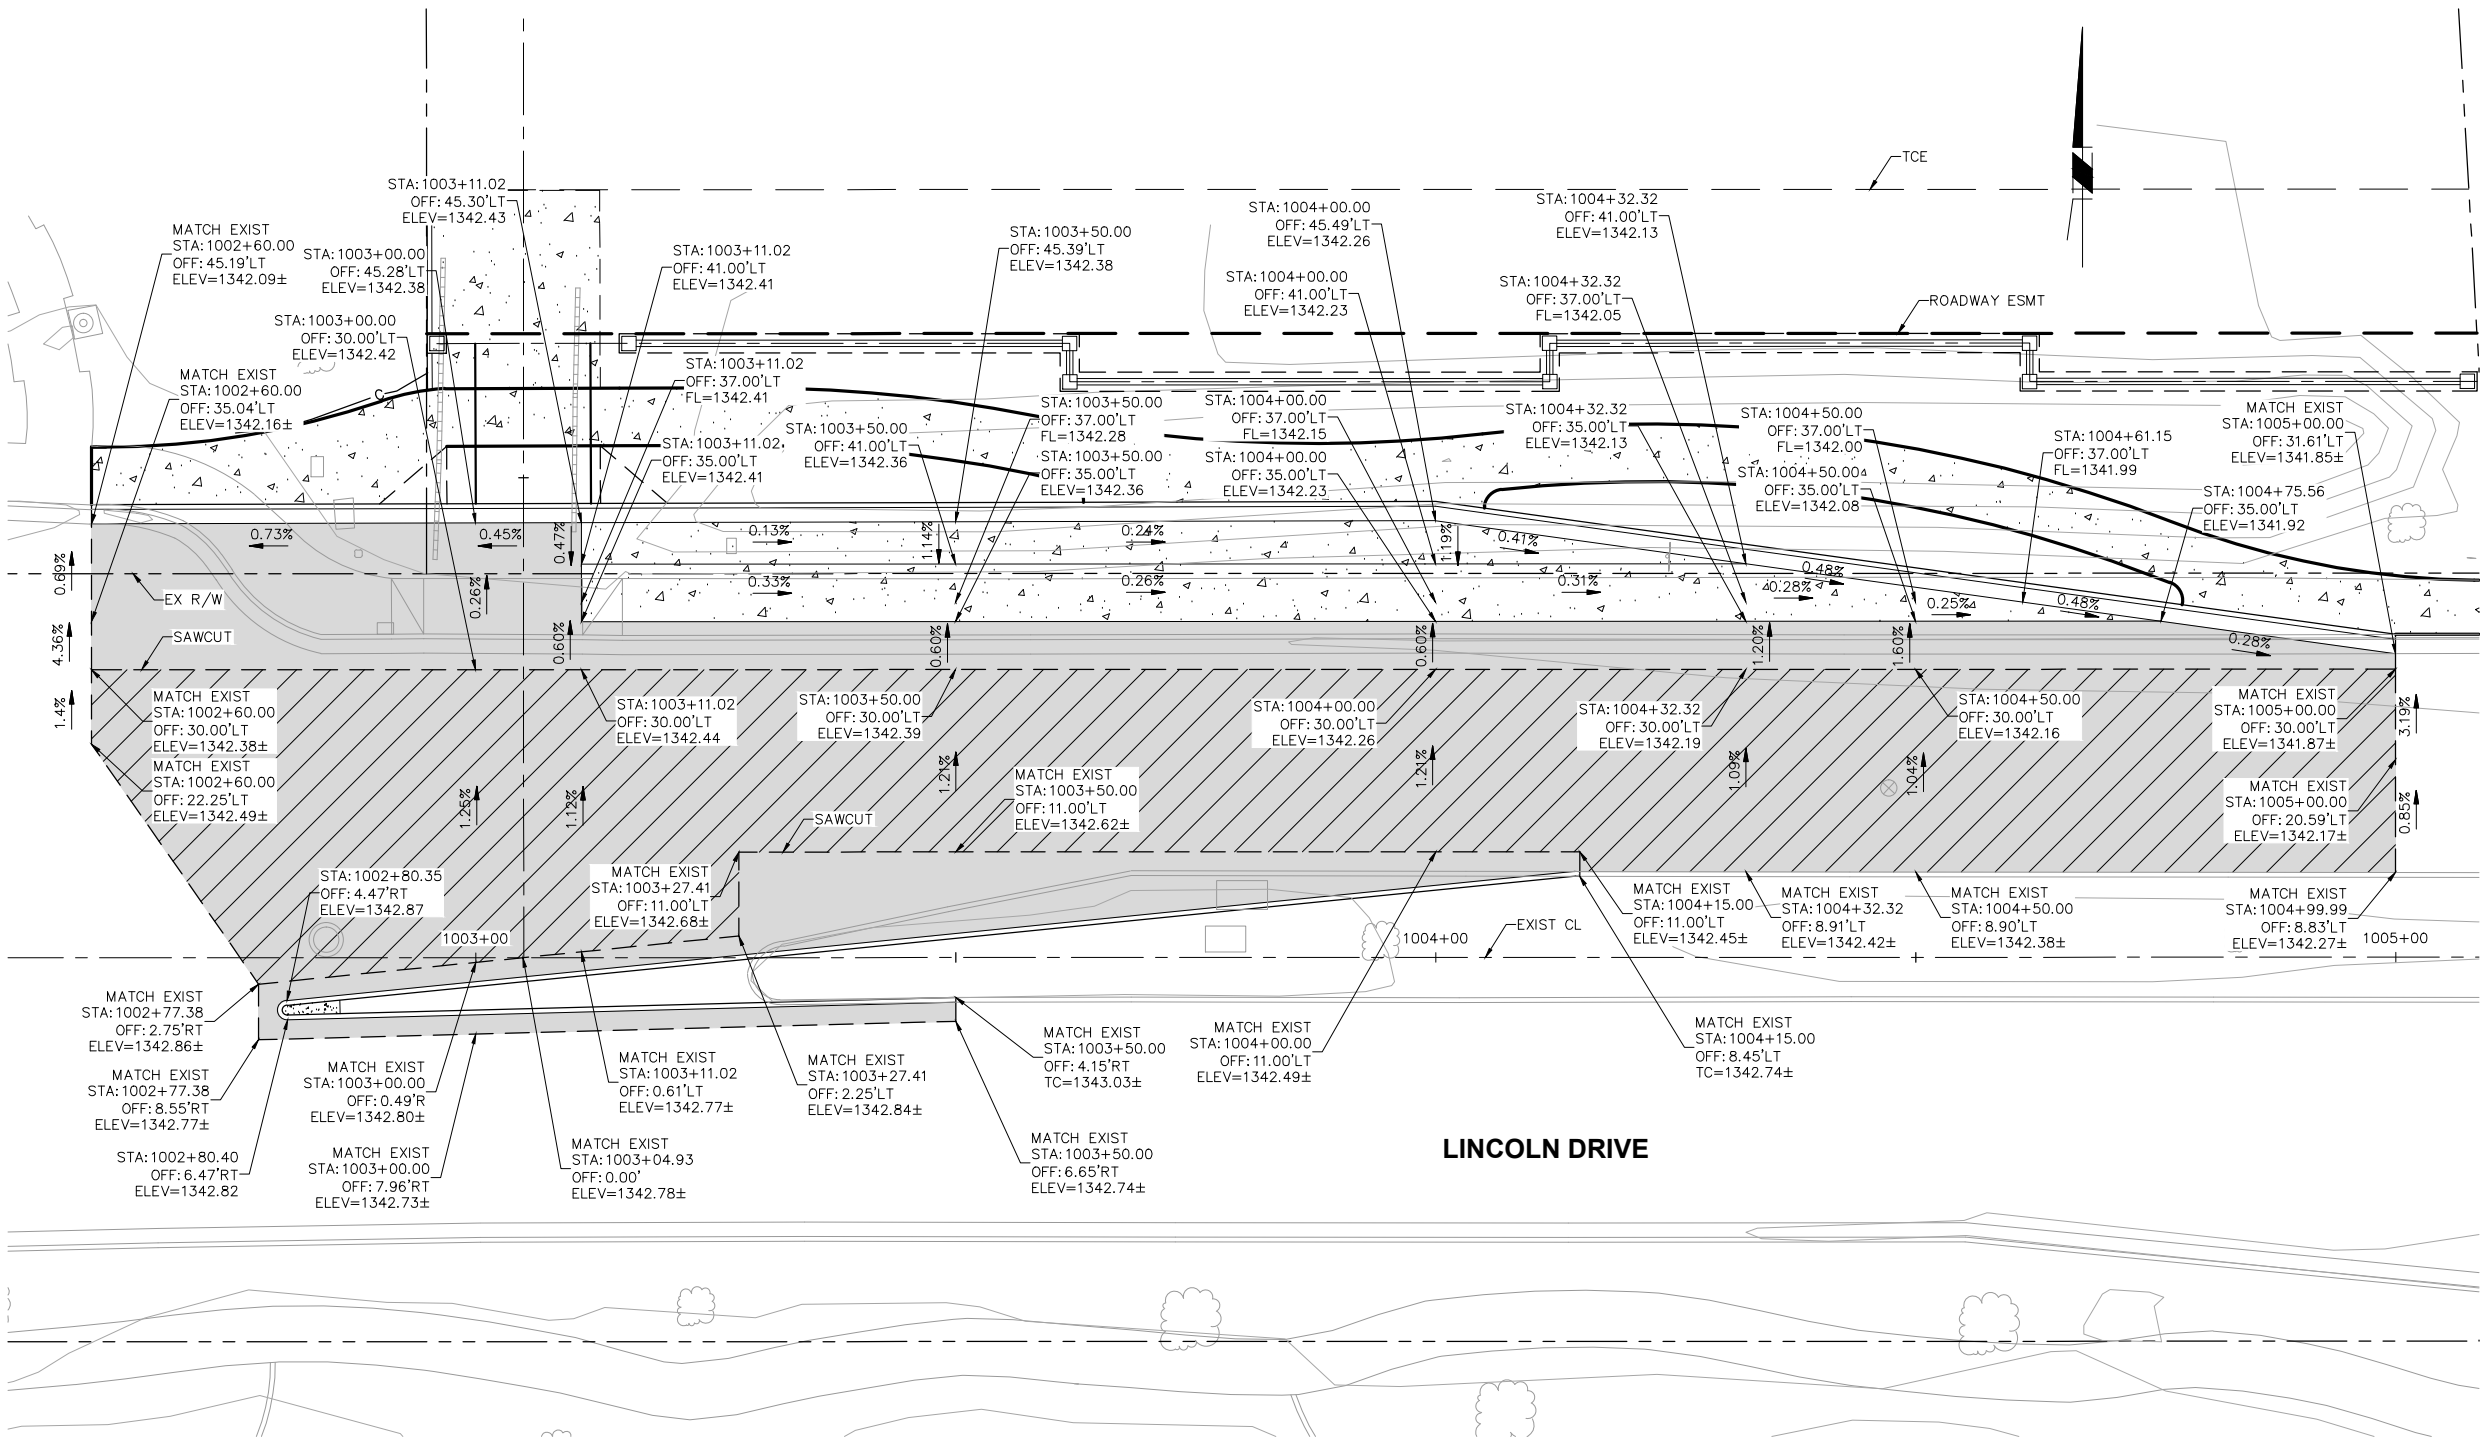 TCE
STA:1003+11.02
OFF: 45.30'LT
ELEV=1342.43
STA:1004+32.32
OFF: 41.00'LT
ELEV=1342.13
STA:1004+00.00
OFF: 45.49'LT
ELEV=1342.26
MATCH EXIST
STA:1002+60.00
OFF: 45.19'LT
ELEV=1342.09±
STA:1003+50.00
OFF: 45.39'LT
ELEV=1342.38
STA:1003+00.00
OFF: 45.28'LT
ELEV=1342.38
STA:1003+11.02
OFF: 41.00'LT
ELEV=1342.41
STA:1004+00.00
OFF: 41.00'LT
ELEV=1342.23
STA:1004+32.32
OFF: 37.00'LT
FL=1342.05
ROADWAY ESMT
STA:1003+00.00
OFF: 30.00'LT
ELEV=1342.42
STA:1003+11.02
OFF: 37.00'LT
FL=1342.41
MATCH EXIST
STA:1002+60.00
OFF: 35.04'LT
ELEV=1342.16±
G
STA:1003+50.00
OFF: 37.00'LT
FL=1342.28
STA:1004+00.00
OFF: 37.00'LT
FL=1342.15
STA:1004+32.32
OFF: 35.00'LT
ELEV=1342.13
STA:1004+50.00
OFF: 37.00'LT
FL=1342.00
MATCH EXIST
STA:1005+00.00
OFF: 31.61'LT
ELEV=1341.85±
STA:1003+11.02
OFF: 35.00'LT
ELEV=1342.41
STA:1003+50.00
OFF: 41.00'LT
ELEV=1342.36
STA:1004+61.15
OFF: 37.00'LT
FL=1341.99
STA:1003+50.00
OFF: 35.00'LT
ELEV=1342.36
STA:1004+00.00
OFF: 35.00'LT
ELEV=1342.23
STA:1004+50.00
OFF: 35.00'LT
ELEV=1342.08
STA:1004+75.56
OFF: 35.00'LT
ELEV=1341.92
0.73%
0.45%
0.47%
0.13%
1.14%
0.24%
1.19%
0.41%
0.69%
0.26%
0.33%
0.26%
0.31%
0.28%
0.48%
0.25%
0.48%
EX R/W
SAWCUT
4.36%
0.60%
0.60%
0.60%
1.20%
1.60%
0.28%
MATCH EXIST
STA:1002+60.00
OFF: 30.00'LT
ELEV=1342.38±
1.4%
STA:1003+11.02
OFF: 30.00'LT
ELEV=1342.44
STA:1003+50.00
OFF: 30.00'LT
ELEV=1342.39
STA:1004+00.00
OFF: 30.00'LT
ELEV=1342.26
STA:1004+32.32
OFF: 30.00'LT
ELEV=1342.19
STA:1004+50.00
OFF: 30.00'LT
ELEV=1342.16
MATCH EXIST
STA:1005+00.00
OFF: 30.00'LT
ELEV=1341.87±
3.19%
MATCH EXIST
STA:1002+60.00
OFF: 22.25'LT
ELEV=1342.49±
1.25%
1.12%
1.21%
MATCH EXIST
STA:1003+50.00
OFF: 11.00'LT
ELEV=1342.62±
1.21%
1.09%
1.04%
MATCH EXIST
STA:1005+00.00
OFF: 20.59'LT
ELEV=1342.17±
0.85%
SAWCUT
STA:1002+80.35
OFF: 4.47'RT
ELEV=1342.87
MATCH EXIST
STA:1003+27.41
OFF: 11.00'LT
ELEV=1342.68±
MATCH EXIST
STA:1004+15.00
OFF: 11.00'LT
ELEV=1342.45±
MATCH EXIST
STA:1004+32.32
OFF: 8.91'LT
ELEV=1342.42±
MATCH EXIST
STA:1004+50.00
OFF: 8.90'LT
ELEV=1342.38±
MATCH EXIST
STA:1004+99.99
OFF: 8.83'LT
ELEV=1342.27±
1003+00
1004+00
EXIST CL
1005+00
MATCH EXIST
STA:1002+77.38
OFF: 2.75'RT
ELEV=1342.86±
MATCH EXIST
STA:1002+77.38
OFF: 8.55'RT
ELEV=1342.77±
MATCH EXIST
STA:1003+00.00
OFF: 0.49'R
ELEV=1342.80±
MATCH EXIST
STA:1003+11.02
OFF: 0.61'LT
ELEV=1342.77±
MATCH EXIST
STA:1003+27.41
OFF: 2.25'LT
ELEV=1342.84±
MATCH EXIST
STA:1003+50.00
OFF: 4.15'RT
TC=1343.03±
MATCH EXIST
STA:1004+00.00
OFF: 11.00'LT
ELEV=1342.49±
MATCH EXIST
STA:1004+15.00
OFF: 8.45'LT
TC=1342.74±
STA:1002+80.40
OFF: 6.47'RT
ELEV=1342.82
MATCH EXIST
STA:1003+00.00
OFF: 7.96'RT
ELEV=1342.73±
MATCH EXIST
STA:1003+04.93
OFF: 0.00'
ELEV=1342.78±
MATCH EXIST
STA:1003+50.00
OFF: 6.65'RT
ELEV=1342.74±
LINCOLN DRIVE